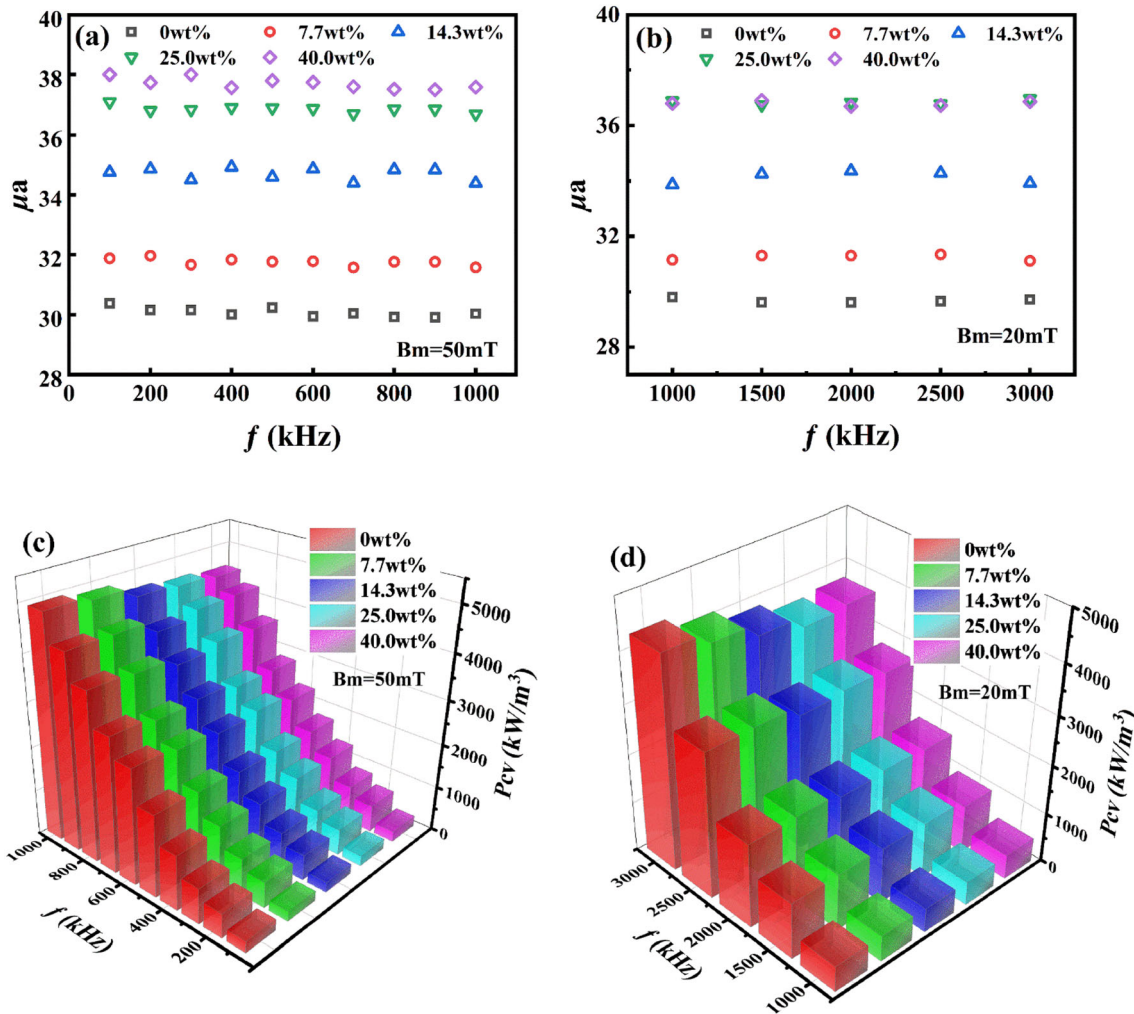 (a)
0wt% 7.7wt% 14.3wt%
25.0wt% 40.0wt%
40
38
36
34
32
30
28
μa
Bm=50mT
0 200 400 600 800 1000
f (kHz)
(b)
0wt% 7.7wt% 14.3wt%
25.0wt% 40.0wt%
40
36
32
28
μa
Bm=20mT
1000 1500 2000 2500 3000
f (kHz)
(c)
0wt%
7.7wt%
14.3wt%
25.0wt%
40.0wt%
Bm=50mT
5000
4000
3000
2000
1000
0
Pcv (kW/m³)
1000
800
600
400
200
f (kHz)
(d)
0wt%
7.7wt%
14.3wt%
25.0wt%
40.0wt%
Bm=20mT
5000
4000
3000
2000
1000
0
Pcv (kW/m³)
3000
2500
2000
1500
1000
f (kHz)